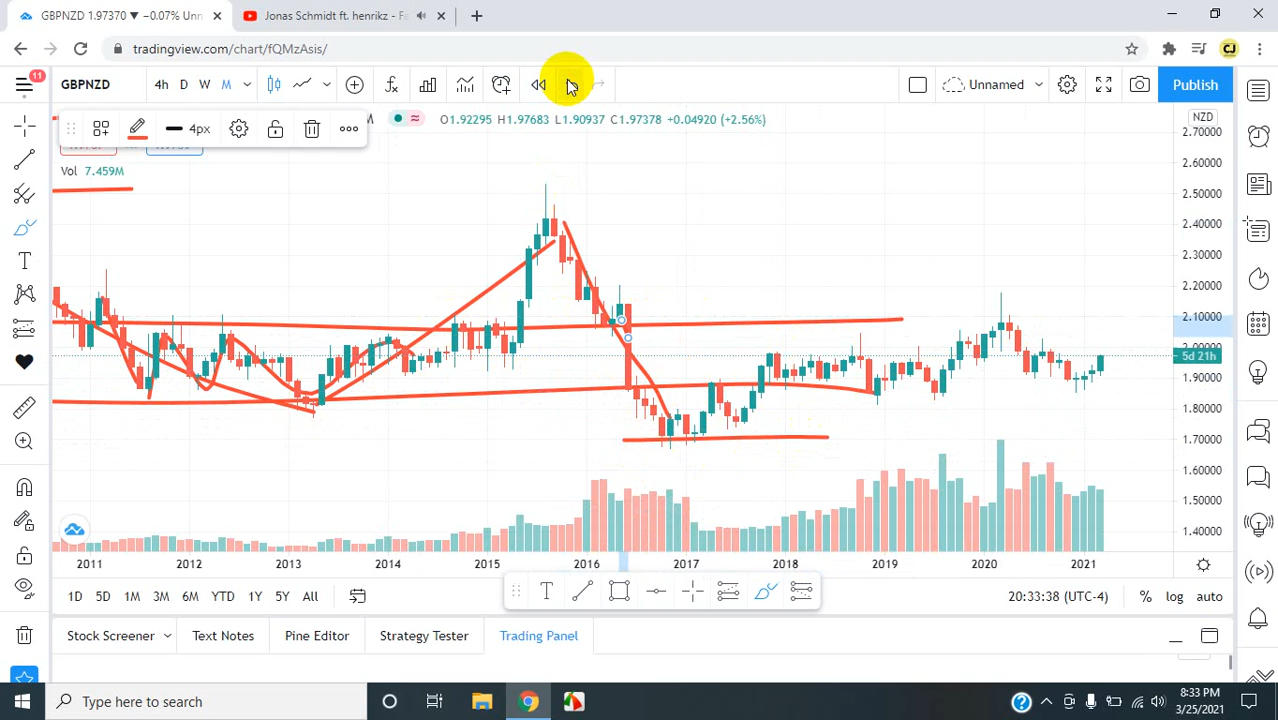 GBPNZD 1.97370 ▼ −0.07% Unn
Jonas Schmidt ft. henrikz - Fa
tradingview.com/chart/fQMzAsis/
CJ
11
GBPNZD
4h D W M
Unnamed
Publish
4px
M
O1.92295 H1.97683 L1.90937 C1.97378 +0.04920 (+2.56%)
NZD
Vol 7.459M
2.70000
2.60000
2.50000
2.40000
2.30000
2.20000
2.10000
2.00000
5d 21h
1.90000
1.80000
1.70000
1.60000
1.50000
1.40000
2011 2012 2013 2014 2015 2016 2017 2018 2019 2020 2021
1D 5D 1M 3M 6M YTD 1Y 5Y All
20:33:38 (UTC-4) % log auto
Stock Screener Text Notes Pine Editor Strategy Tester Trading Panel
Type here to search
8:33 PM
3/25/2021